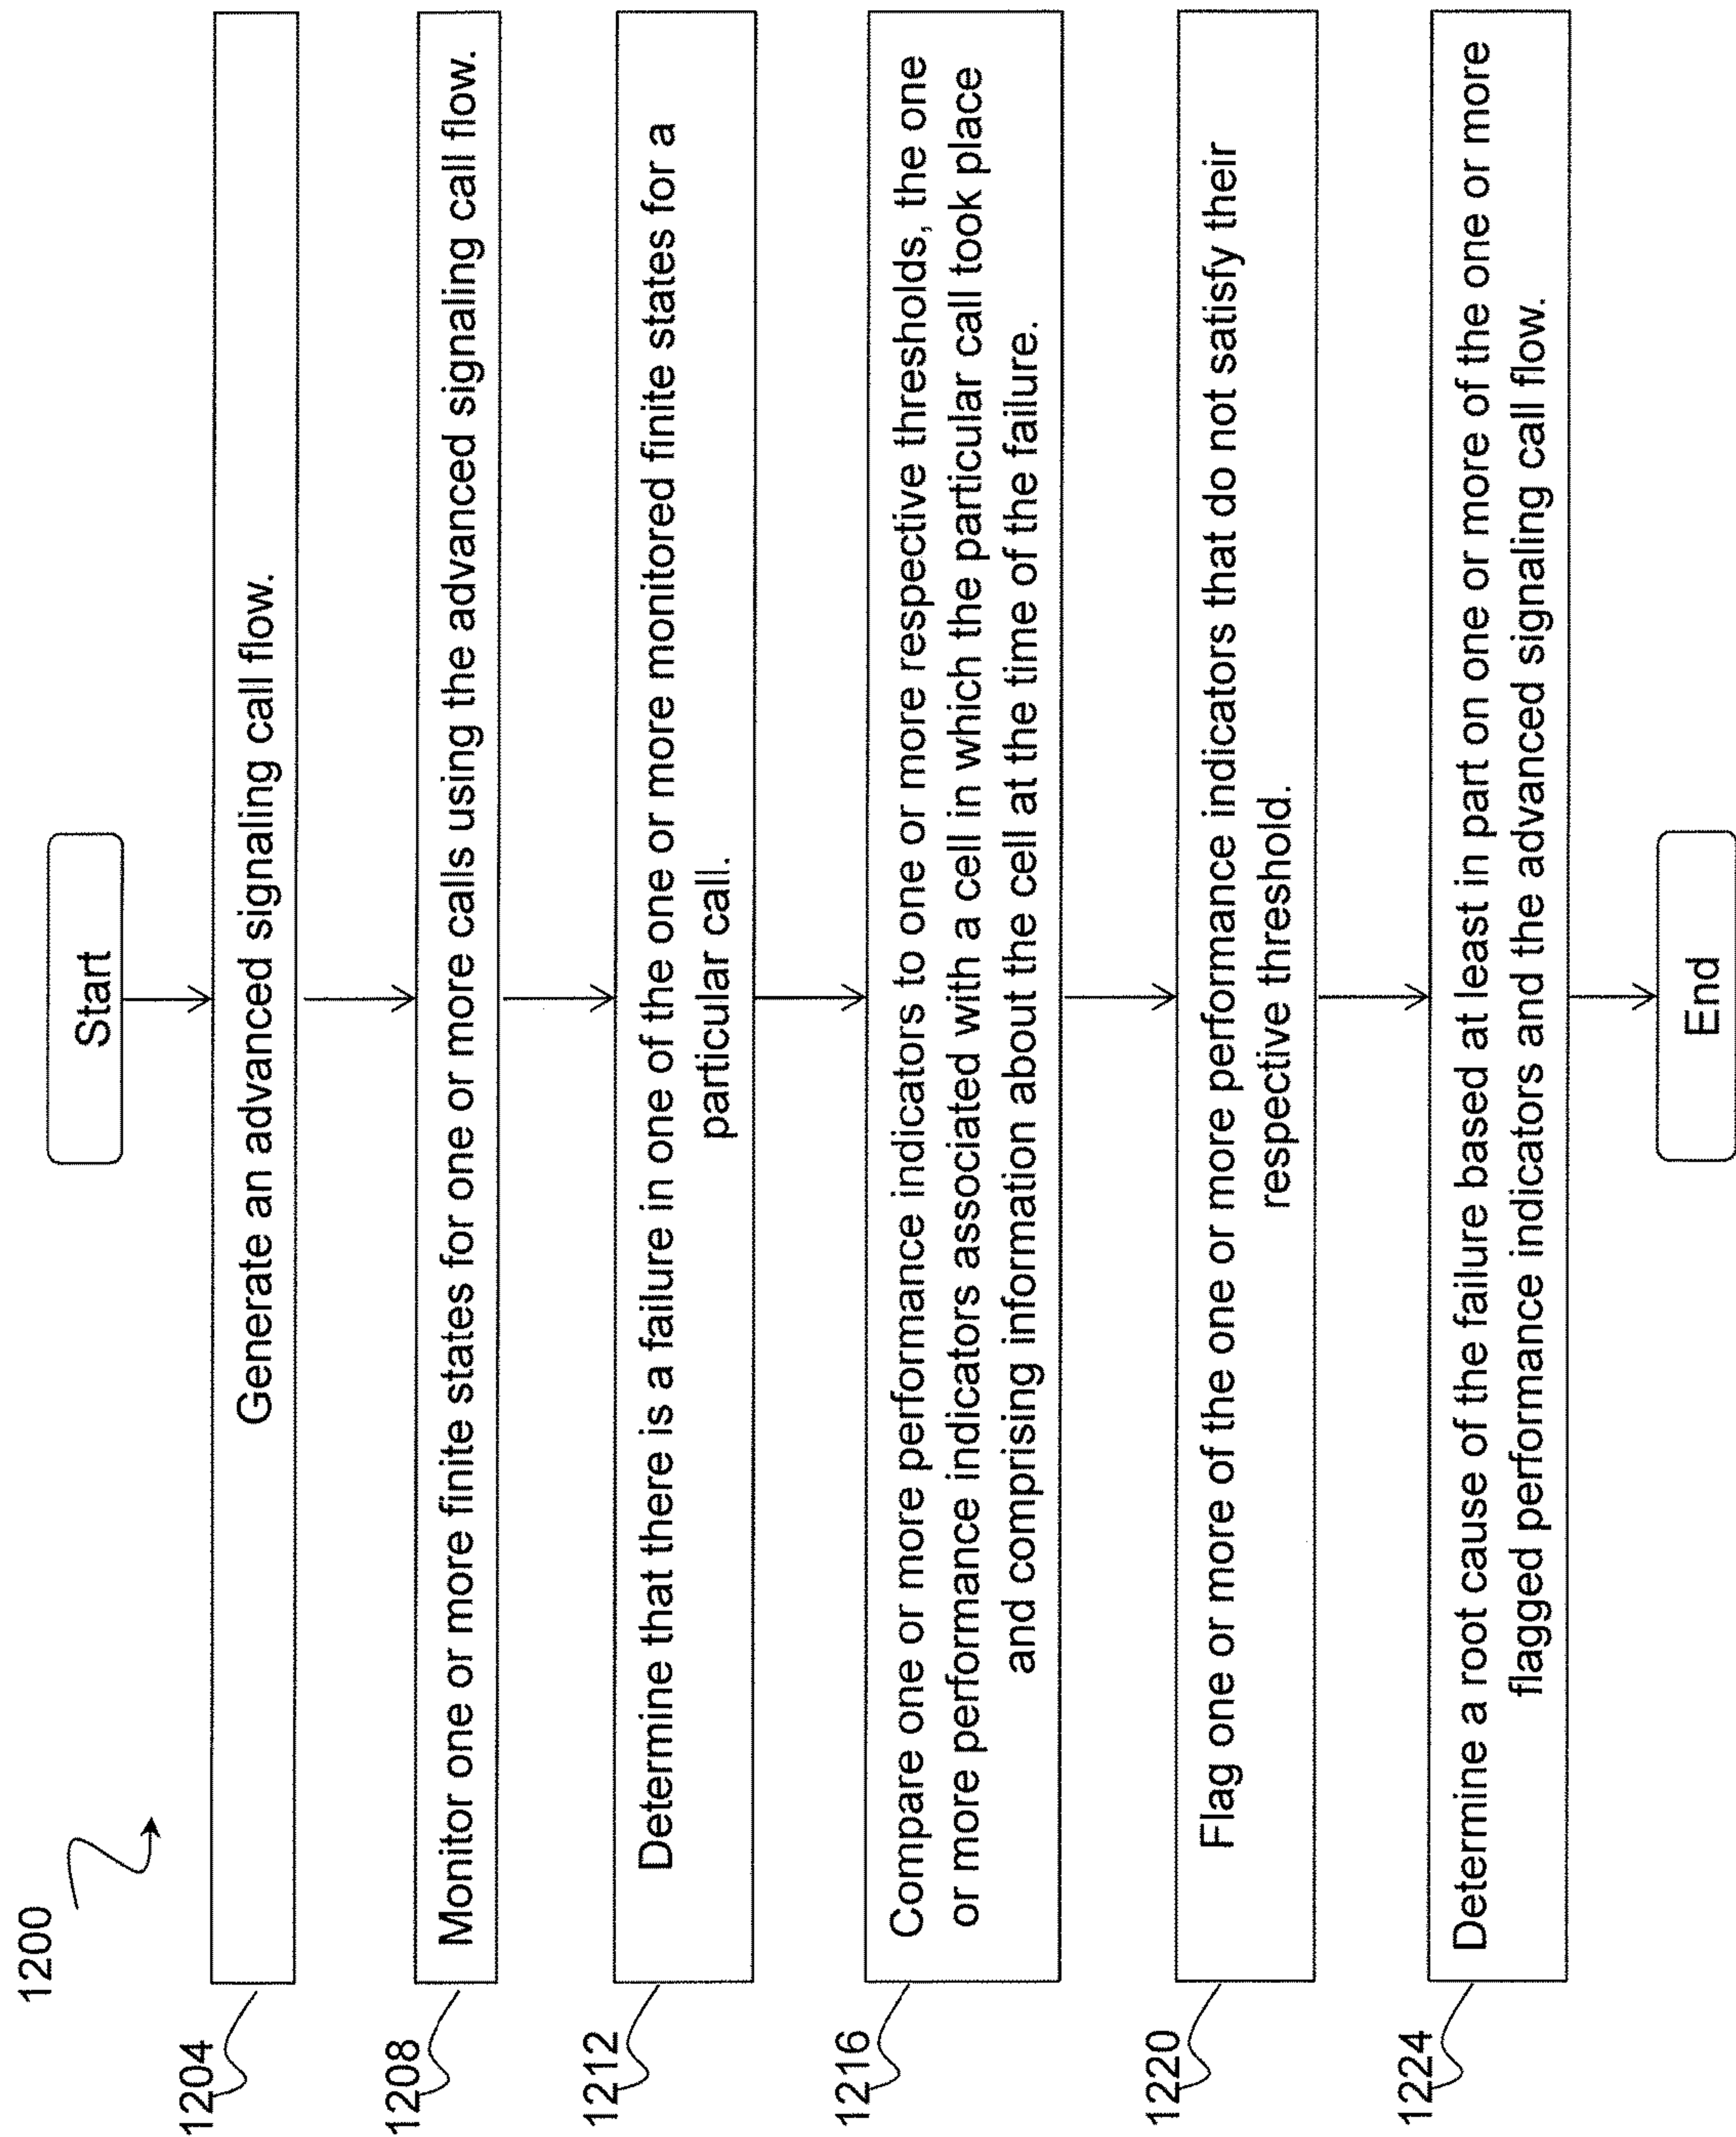 1200
Start
1204
Generate an advanced signaling call flow.
1208
Monitor one or more finite states for one or more calls using the advanced signaling call flow.
1212
Determine that there is a failure in one of the one or more monitored finite states for a
particular call.
1216
Compare one or more performance indicators to one or more respective thresholds, the one
or more performance indicators associated with a cell in which the particular call took place
and comprising information about the cell at the time of the failure.
1220
Flag one or more of the one or more performance indicators that do not satisfy their
respective threshold.
1224
Determine a root cause of the failure based at least in part on one or more of the one or more
flagged performance indicators and the advanced signaling call flow.
End